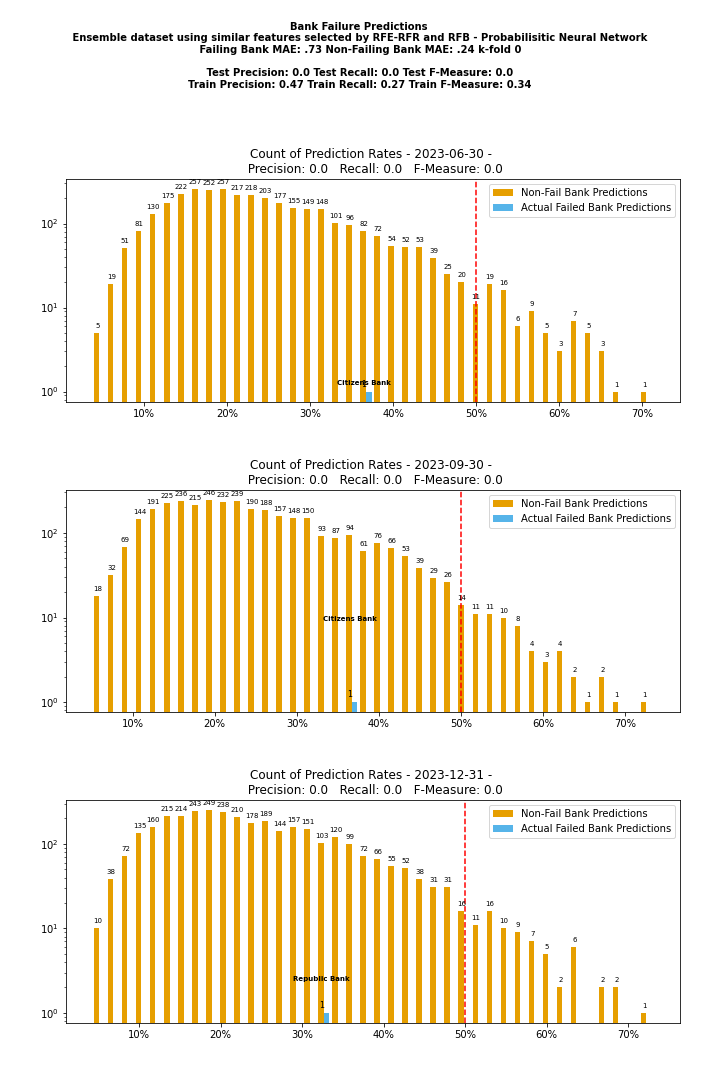 Bank Failure Predictions
Ensemble dataset using similar features selected by RFE-RFR and RFB - Probabilisitic Neural Network
Failing Bank MAE: .73 Non-Failing Bank MAE: .24 k-fold 0
Test Precision: 0.0 Test Recall: 0.0 Test F-Measure: 0.0
Train Precision: 0.47 Train Recall: 0.27 Train F-Measure: 0.34
Count of Prediction Rates - 2023-06-30 -
Precision: 0.0 Recall: 0.0 F-Measure: 0.0
Non-Fail Bank Predictions
Actual Failed Bank Predictions
5 19 51 81 130 175 222 257 252 257 217 218 203 177 155 149 148 101 96 82 72 54 52 53 39 25 20 11 19 16 6 9 5 3 7 5 3 1 1
Citizens Bank
1
10² 10¹ 10⁰
10% 20% 30% 40% 50% 60% 70%
Count of Prediction Rates - 2023-09-30 -
Precision: 0.0 Recall: 0.0 F-Measure: 0.0
Non-Fail Bank Predictions
Actual Failed Bank Predictions
18 32 69 144 191 225 236 215 246 232 239 190 188 157 148 150 93 87 94 61 76 66 53 39 29 26 14 11 11 10 8 4 3 4 2 1 2 1 1
Citizens Bank
1
10² 10¹ 10⁰
10% 20% 30% 40% 50% 60% 70%
Count of Prediction Rates - 2023-12-31 -
Precision: 0.0 Recall: 0.0 F-Measure: 0.0
Non-Fail Bank Predictions
Actual Failed Bank Predictions
10 38 72 135 160 215 214 243 249 238 210 178 189 144 157 151 103 120 99 72 66 55 52 38 31 31 16 11 16 10 9 7 5 2 6 2 2 1
Republic Bank
1
10² 10¹ 10⁰
10% 20% 30% 40% 50% 60% 70%